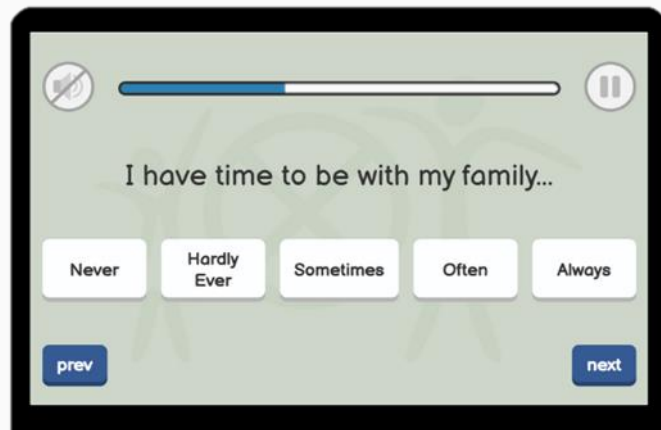 I have time to be with my family...
Never
Hardly
Ever
Sometimes
Often
Always
prev
next